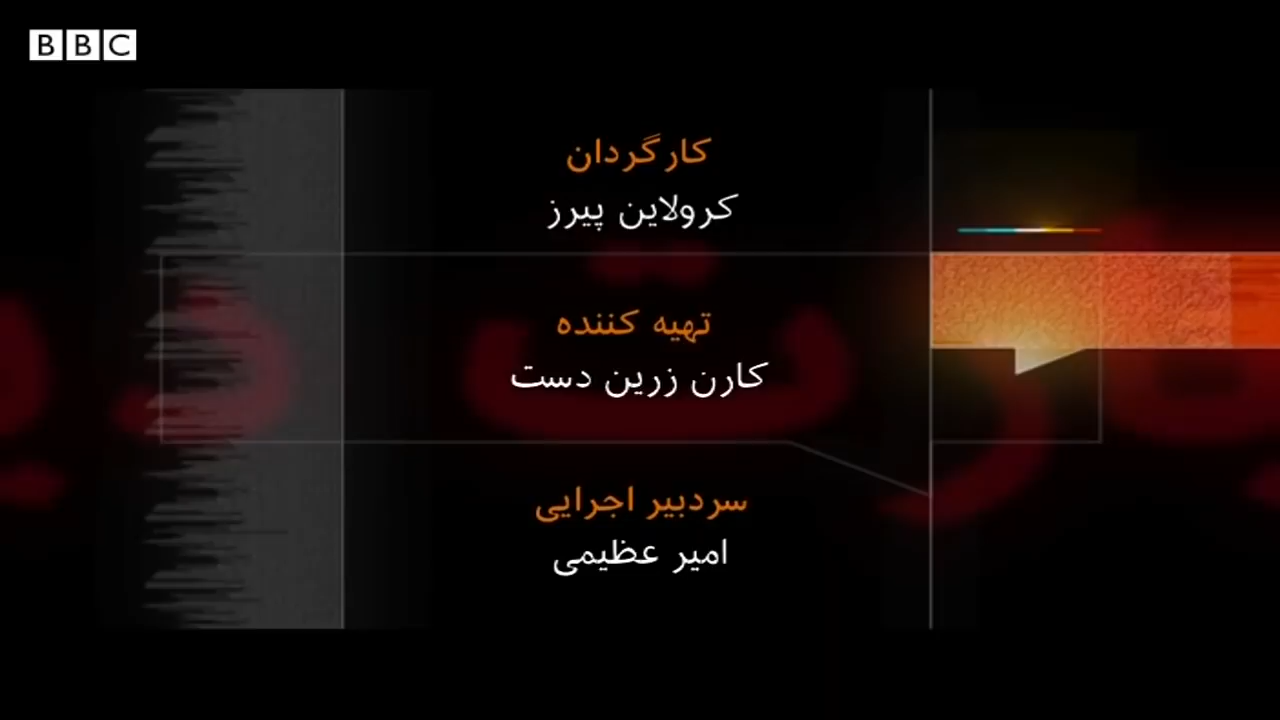 BBC
کارگردان
کرولاین پیرز
تهیه کننده
کارن زرین دست
سردبیر اجرایی
امیر عظیمی